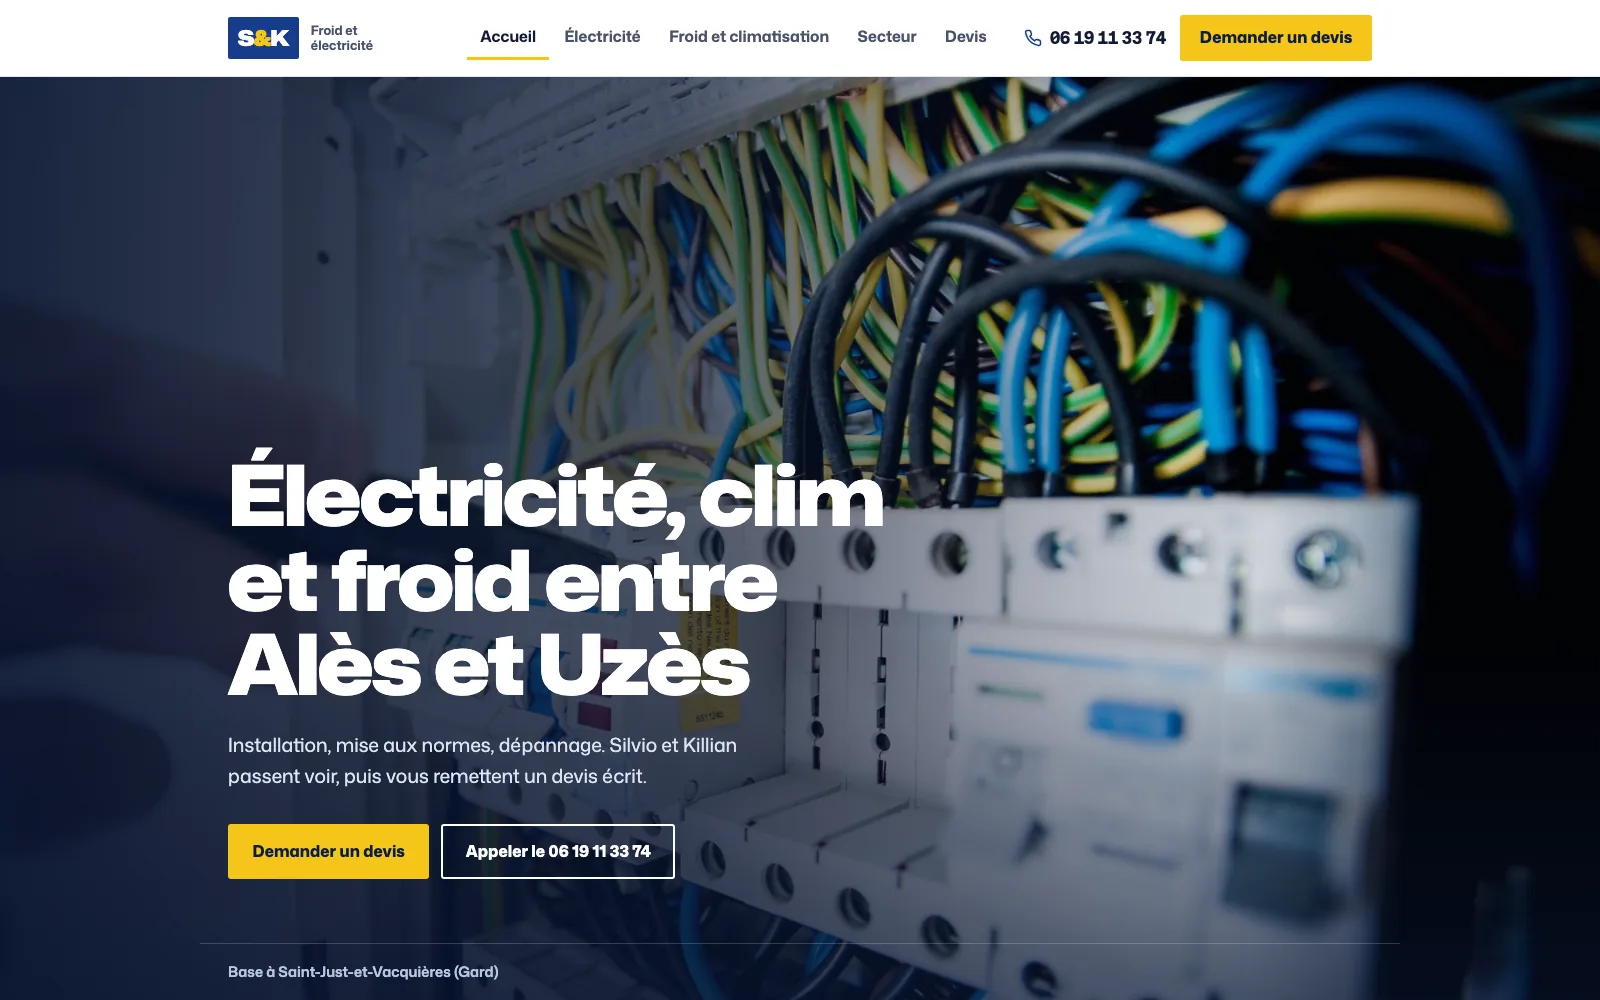 S&K
Froid et
électricité
Accueil
Électricité
Froid et climatisation
Secteur
Devis
06 19 11 33 74
Demander un devis
Électricité, clim
et froid entre
Alès et Uzès
Installation, mise aux normes, dépannage. Silvio et Killian
passent voir, puis vous remettent un devis écrit.
Demander un devis
Appeler le 06 19 11 33 74
Base à Saint-Just-et-Vacquières (Gard)